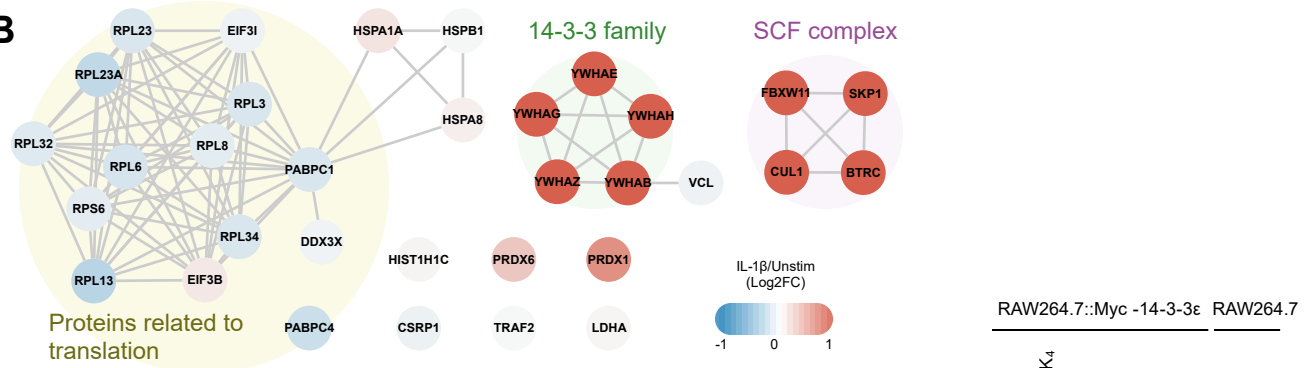 B
RPL23
EIF3I
HSPA1A
HSPB1
14-3-3 family
SCF complex
RPL23A
YWHAE
FBXW11
SKP1
RPL3
YWHAG
YWHAH
HSPA8
RPL32
RPL8
RPL6
PABPC1
YWHAZ
YWHAB
VCL
CUL1
BTRC
RPS6
RPL34
DDX3X
HIST1H1C
PRDX6
PRDX1
IL-1β/Unstim
(Log2FC)
RPL13
EIF3B
Proteins related to
translation
PABPC4
CSRP1
TRAF2
LDHA
-1 0 1
RAW264.7::Myc -14-3-3ε
RAW264.7
K₄